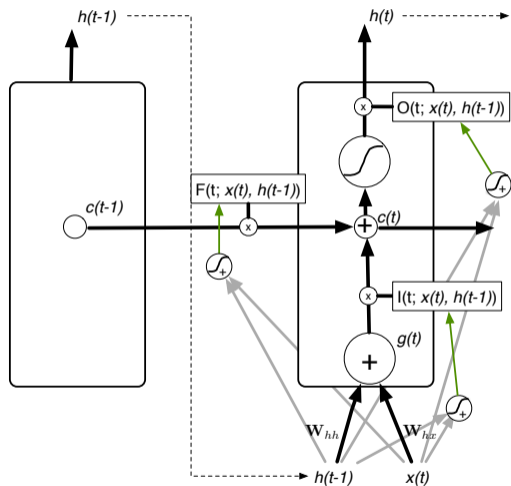 h(t-1)
h(t)
x
O(t; x(t), h(t-1))
F(t; x(t), h(t-1))
c(t-1)
x
+
c(t)
+
+
x
I(t; x(t), h(t-1))
g(t)
+
+
W_hh
W_hx
h(t-1)
x(t)